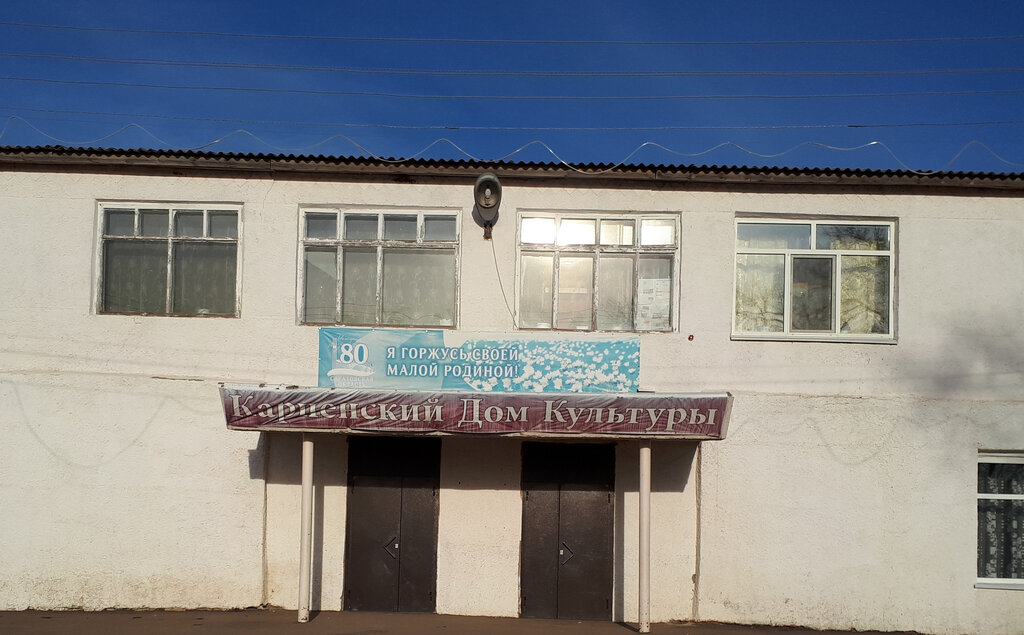 80
Я ГОРЖУСЬ СВОЕЙ
МАЛОЙ РОДИНОЙ!
Карпенский Дом Культуры